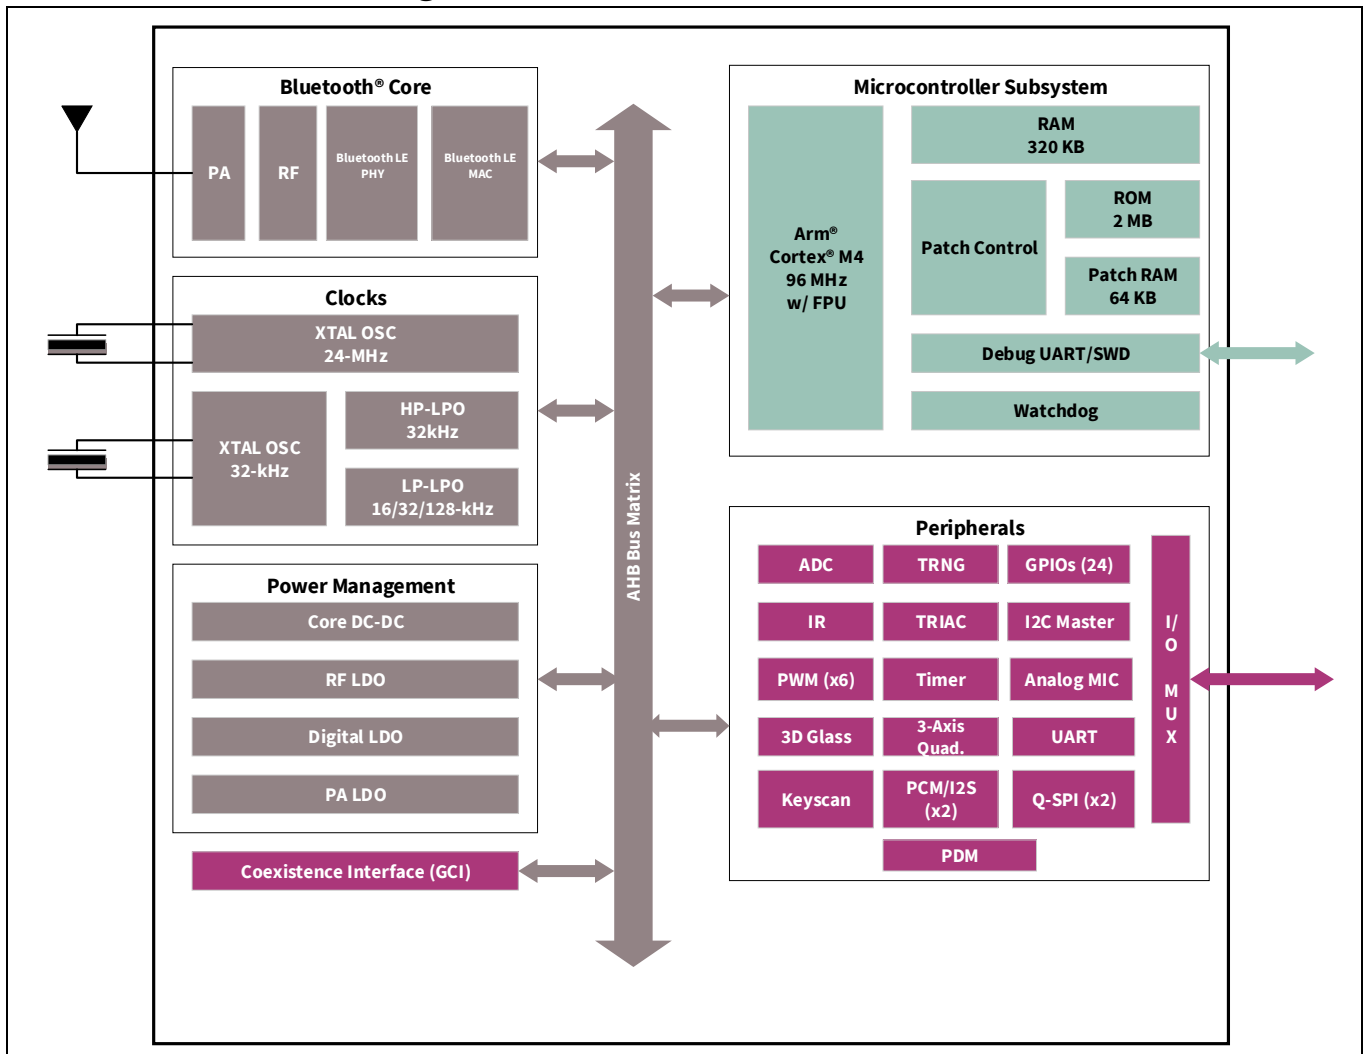 Bluetooth® Core
PA
RF
Bluetooth LE
PHY
Bluetooth LE
MAC
Clocks
XTAL OSC
24-MHz
XTAL OSC
32-kHz
HP-LPO
32kHz
LP-LPO
16/32/128-kHz
Power Management
Core DC-DC
RF LDO
Digital LDO
PA LDO
Coexistence Interface (GCI)
AHB Bus Matrix
Microcontroller Subsystem
Arm®
Cortex® M4
96 MHz
w/ FPU
RAM
320 KB
Patch Control
ROM
2 MB
Patch RAM
64 KB
Debug UART/SWD
Watchdog
Peripherals
ADC
TRNG
GPIOs (24)
IR
TRIAC
I2C Master
PWM (x6)
Timer
Analog MIC
3D Glass
3-Axis
Quad.
UART
Keyscan
PCM/I2S
(x2)
Q-SPI (x2)
PDM
I/
O
M
U
X